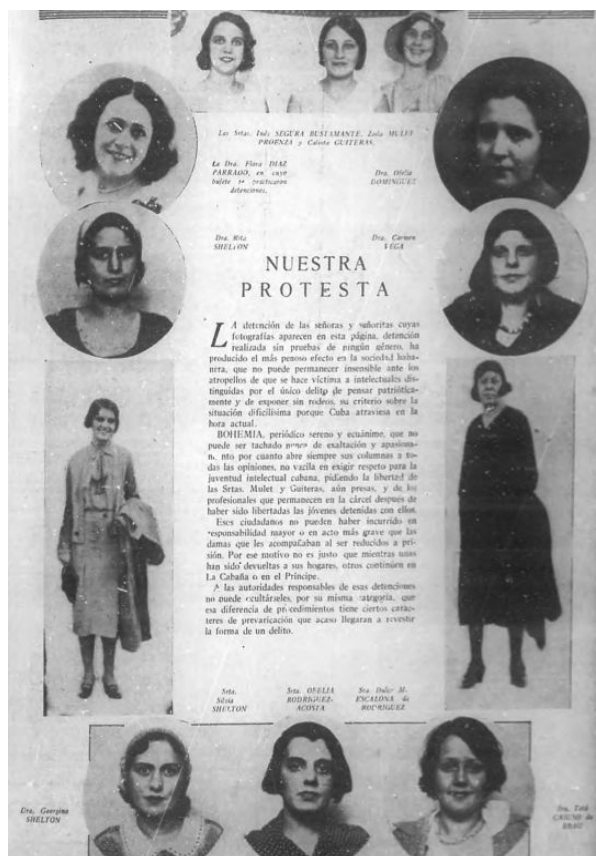 Las Srtas. Inés SEGURA BUSTAMANTE, Zoila MULET
PROENZA y Calixta GUITERAS.
La Dra. Flora DIAZ
PARRADO, en cuyo
bufete se practicaron
detenciones.
Dra. Ofelia
DOMINGUEZ
Dra. Rita
SHELTON
Dra. Carmen
VEGA
NUESTRA
PROTESTA
LA detención de las señoras y señoritas cuyas
fotografías aparecen en esta página, detención
realizada sin pruebas de ningún género, ha
producido el más penoso efecto en la sociedad haba-
nera, que no puede permanecer insensible ante los
atropellos de que se hace víctima a intelectuales dis-
tinguidas por el único delito de pensar patriótica-
mente y de exponer sin rodeos, su criterio sobre la
situación dificilísima porque Cuba atraviesa en la
hora actual.
BOHEMIA, periódico sereno y ecuánime, que no
puede ser tachado nunca de exaltación y apasiona-
m nto por cuanto abre siempre sus columnas a to-
das las opiniones, no vacila en exigir respeto para la
juventud intelectual cubana, pidiendo la libertad de
las Srtas. Mulet y Guiteras, aún presas, y de los
profesionales que permanecen en la cárcel después de
haber sido libertadas las jóvenes detenidas con ellos.
Esos ciudadanos no pueden haber incurrido en
responsabilidad mayor o en acto más grave que las
damas que les acompañaban al ser reducidos a pri-
sión. Por ese motivo no es justo que mientras unas
han sido devueltas a sus hogares, otros continúen en
La Cabaña o en el Príncipe.
A las autoridades responsables de esas detenciones
no puede ocultárseles, por su misma categoría, que
esa diferencia de procedimientos tiene ciertos carac-
teres de prevaricación que acaso llegaran a revestir
la forma de un delito.
Srta.
Silvia
SHELTON
Srta. OFELIA
RODRIGUEZ-
ACOSTA
Sra. Dulce M.
ESCALONA de
RODRIGUEZ
Dra. Georgina
SHELTON
Sra. Teté
CASUSO de